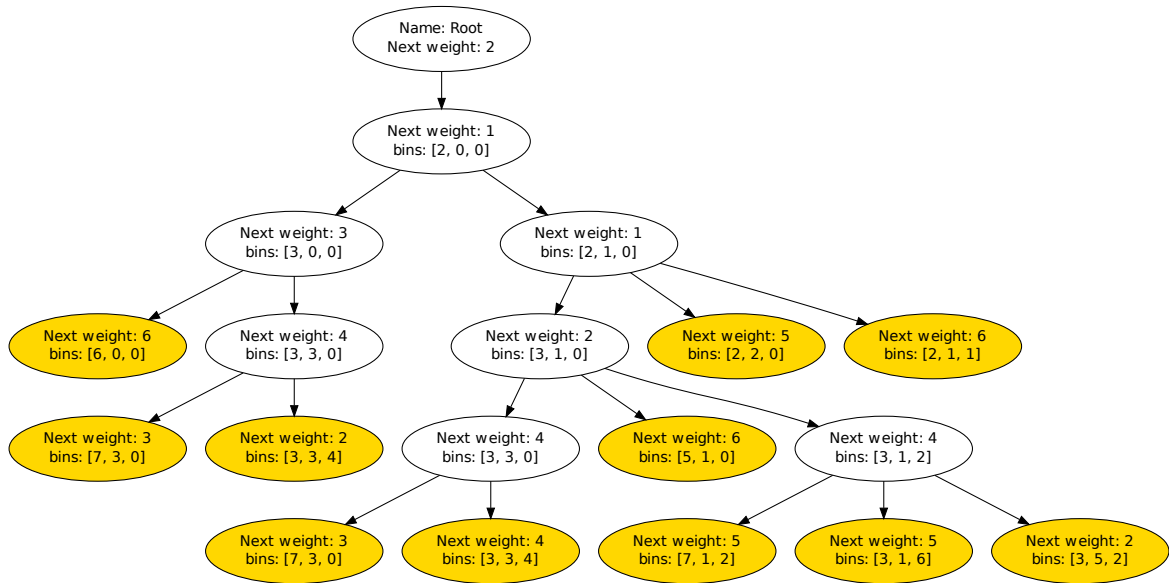 Name: Root
Next weight: 2
Next weight: 1
bins: [2, 0, 0]
Next weight: 3
bins: [3, 0, 0]
Next weight: 1
bins: [2, 1, 0]
Next weight: 6
bins: [6, 0, 0]
Next weight: 4
bins: [3, 3, 0]
Next weight: 2
bins: [3, 1, 0]
Next weight: 5
bins: [2, 2, 0]
Next weight: 6
bins: [2, 1, 1]
Next weight: 3
bins: [7, 3, 0]
Next weight: 2
bins: [3, 3, 4]
Next weight: 4
bins: [3, 3, 0]
Next weight: 6
bins: [5, 1, 0]
Next weight: 4
bins: [3, 1, 2]
Next weight: 3
bins: [7, 3, 0]
Next weight: 4
bins: [3, 3, 4]
Next weight: 5
bins: [7, 1, 2]
Next weight: 5
bins: [3, 1, 6]
Next weight: 2
bins: [3, 5, 2]